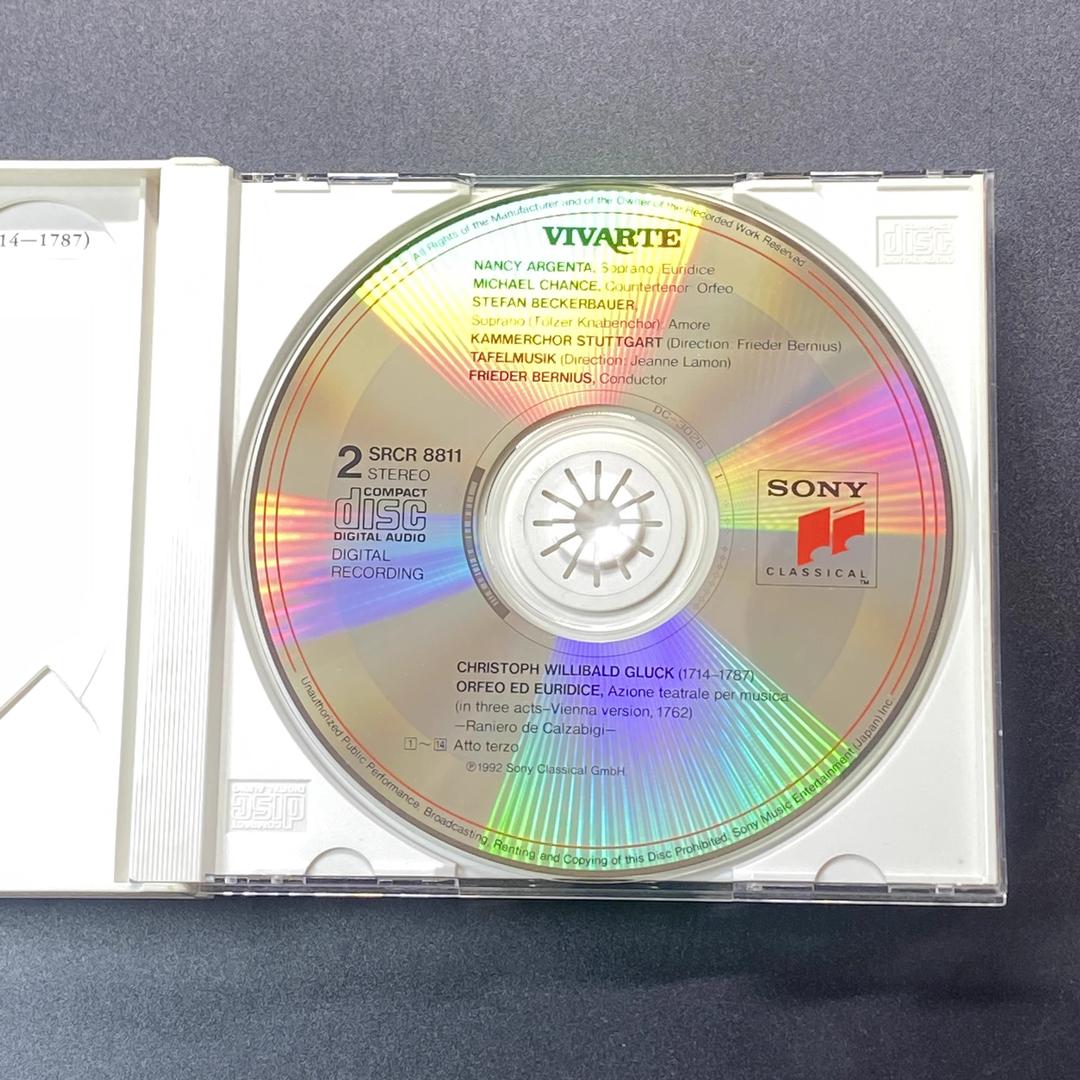 14—1787)
All Rights of the Manufacturer and of the Owner of the Recorded Work Reserved
VIVARTE
NANCY ARGENTA, Soprano: Euridice
MICHAEL CHANCE, Countertenor: Orfeo
STEFAN BECKERBAUER,
Soprano (Tölzer Knabenchor): Amore
KAMMERCHOR STUTTGART (Direction: Frieder Bernius)
TAFELMUSIK (Direction: Jeanne Lamon)
FRIEDER BERNIUS, Conductor
DC-3026
1
2 SRCR 8811
STEREO
COMPACT
disc
DIGITAL AUDIO
DIGITAL
RECORDING
SONY
CLASSICAL
TM
CHRISTOPH WILLIBALD GLUCK (1714–1787)
ORFEO ED EURIDICE, Azione teatrale per musica
(in three acts–Vienna version, 1762)
—Raniero de Calzabigi—
1～14 Atto terzo
℗1992 Sony Classical GmbH.
Unauthorized Public Performance. Broadcasting. Renting and Copying of this Disc Prohibited. Sony Music Entertainment (Japan) Inc.
disc
disc